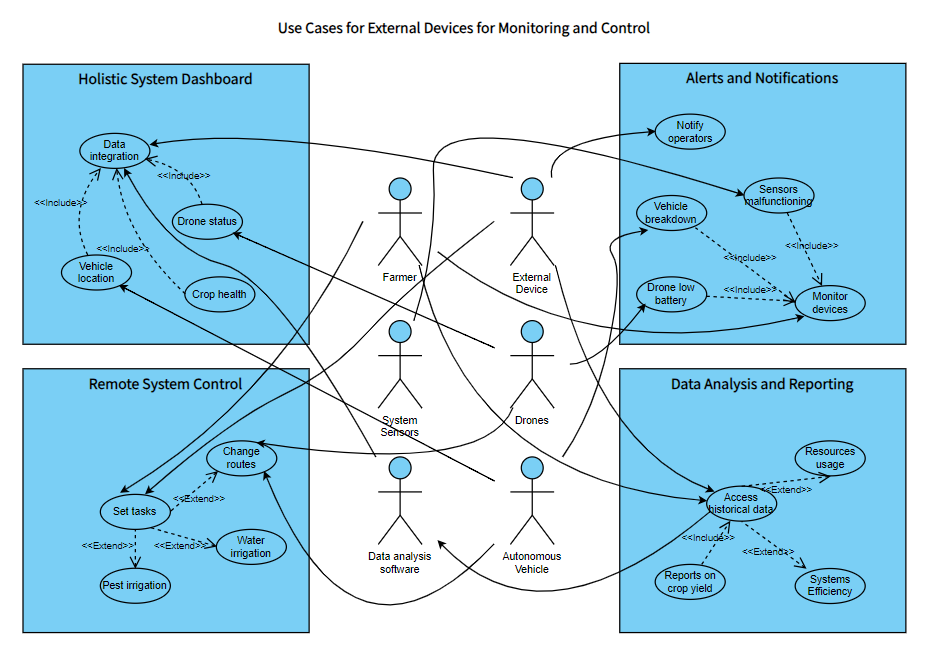 Use Cases for External Devices for Monitoring and Control
Holistic System Dashboard
Data
integration
<<Include>>
<<Include>>
Drone status
<<Include>>
Vehicle
location
Crop health
Alerts and Notifications
Notify
operators
Sensors
malfunctioning
Vehicle
breakdown
<<Include>>
<<Include>>
Drone low
battery
<<Include>>
Monitor
devices
Farmer
External
Device
System
Sensors
Drones
Data analysis
software
Autonomous
Vehicle
Remote System Control
Change
routes
<<Extend>>
Set tasks
<<Extend>>
<<Extend>>
Water
irrigation
Pest irrigation
Data Analysis and Reporting
Resources
usage
<<Extend>>
Access
historical data
<<Include>>
<<Extend>>
Reports on
crop yield
Systems
Efficiency